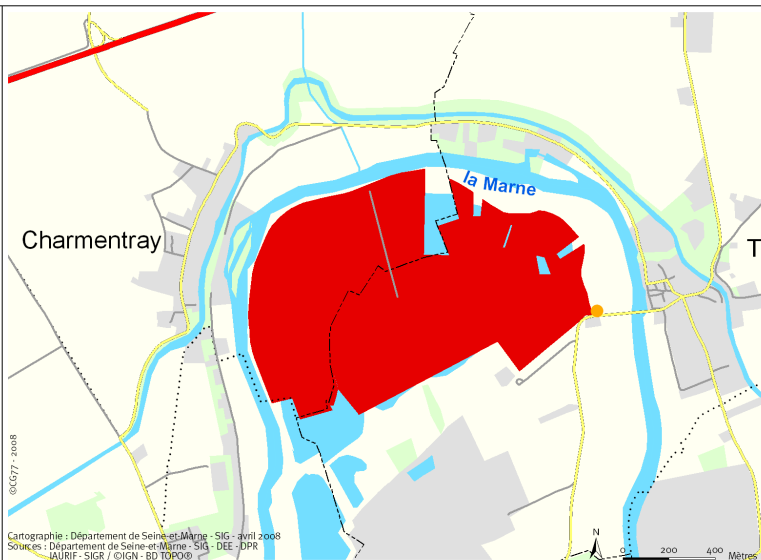 la Marne
Charmentray
T
©CG77 - 2008
Cartographie : Département de Seine-et-Marne - SIG - avril 2008
Sources : Département de Seine-et-Marne - SIG - DEE - DPR
IAURIF - SIGR / ©IGN - BD TOPO®
N
0 200 400 Mètres